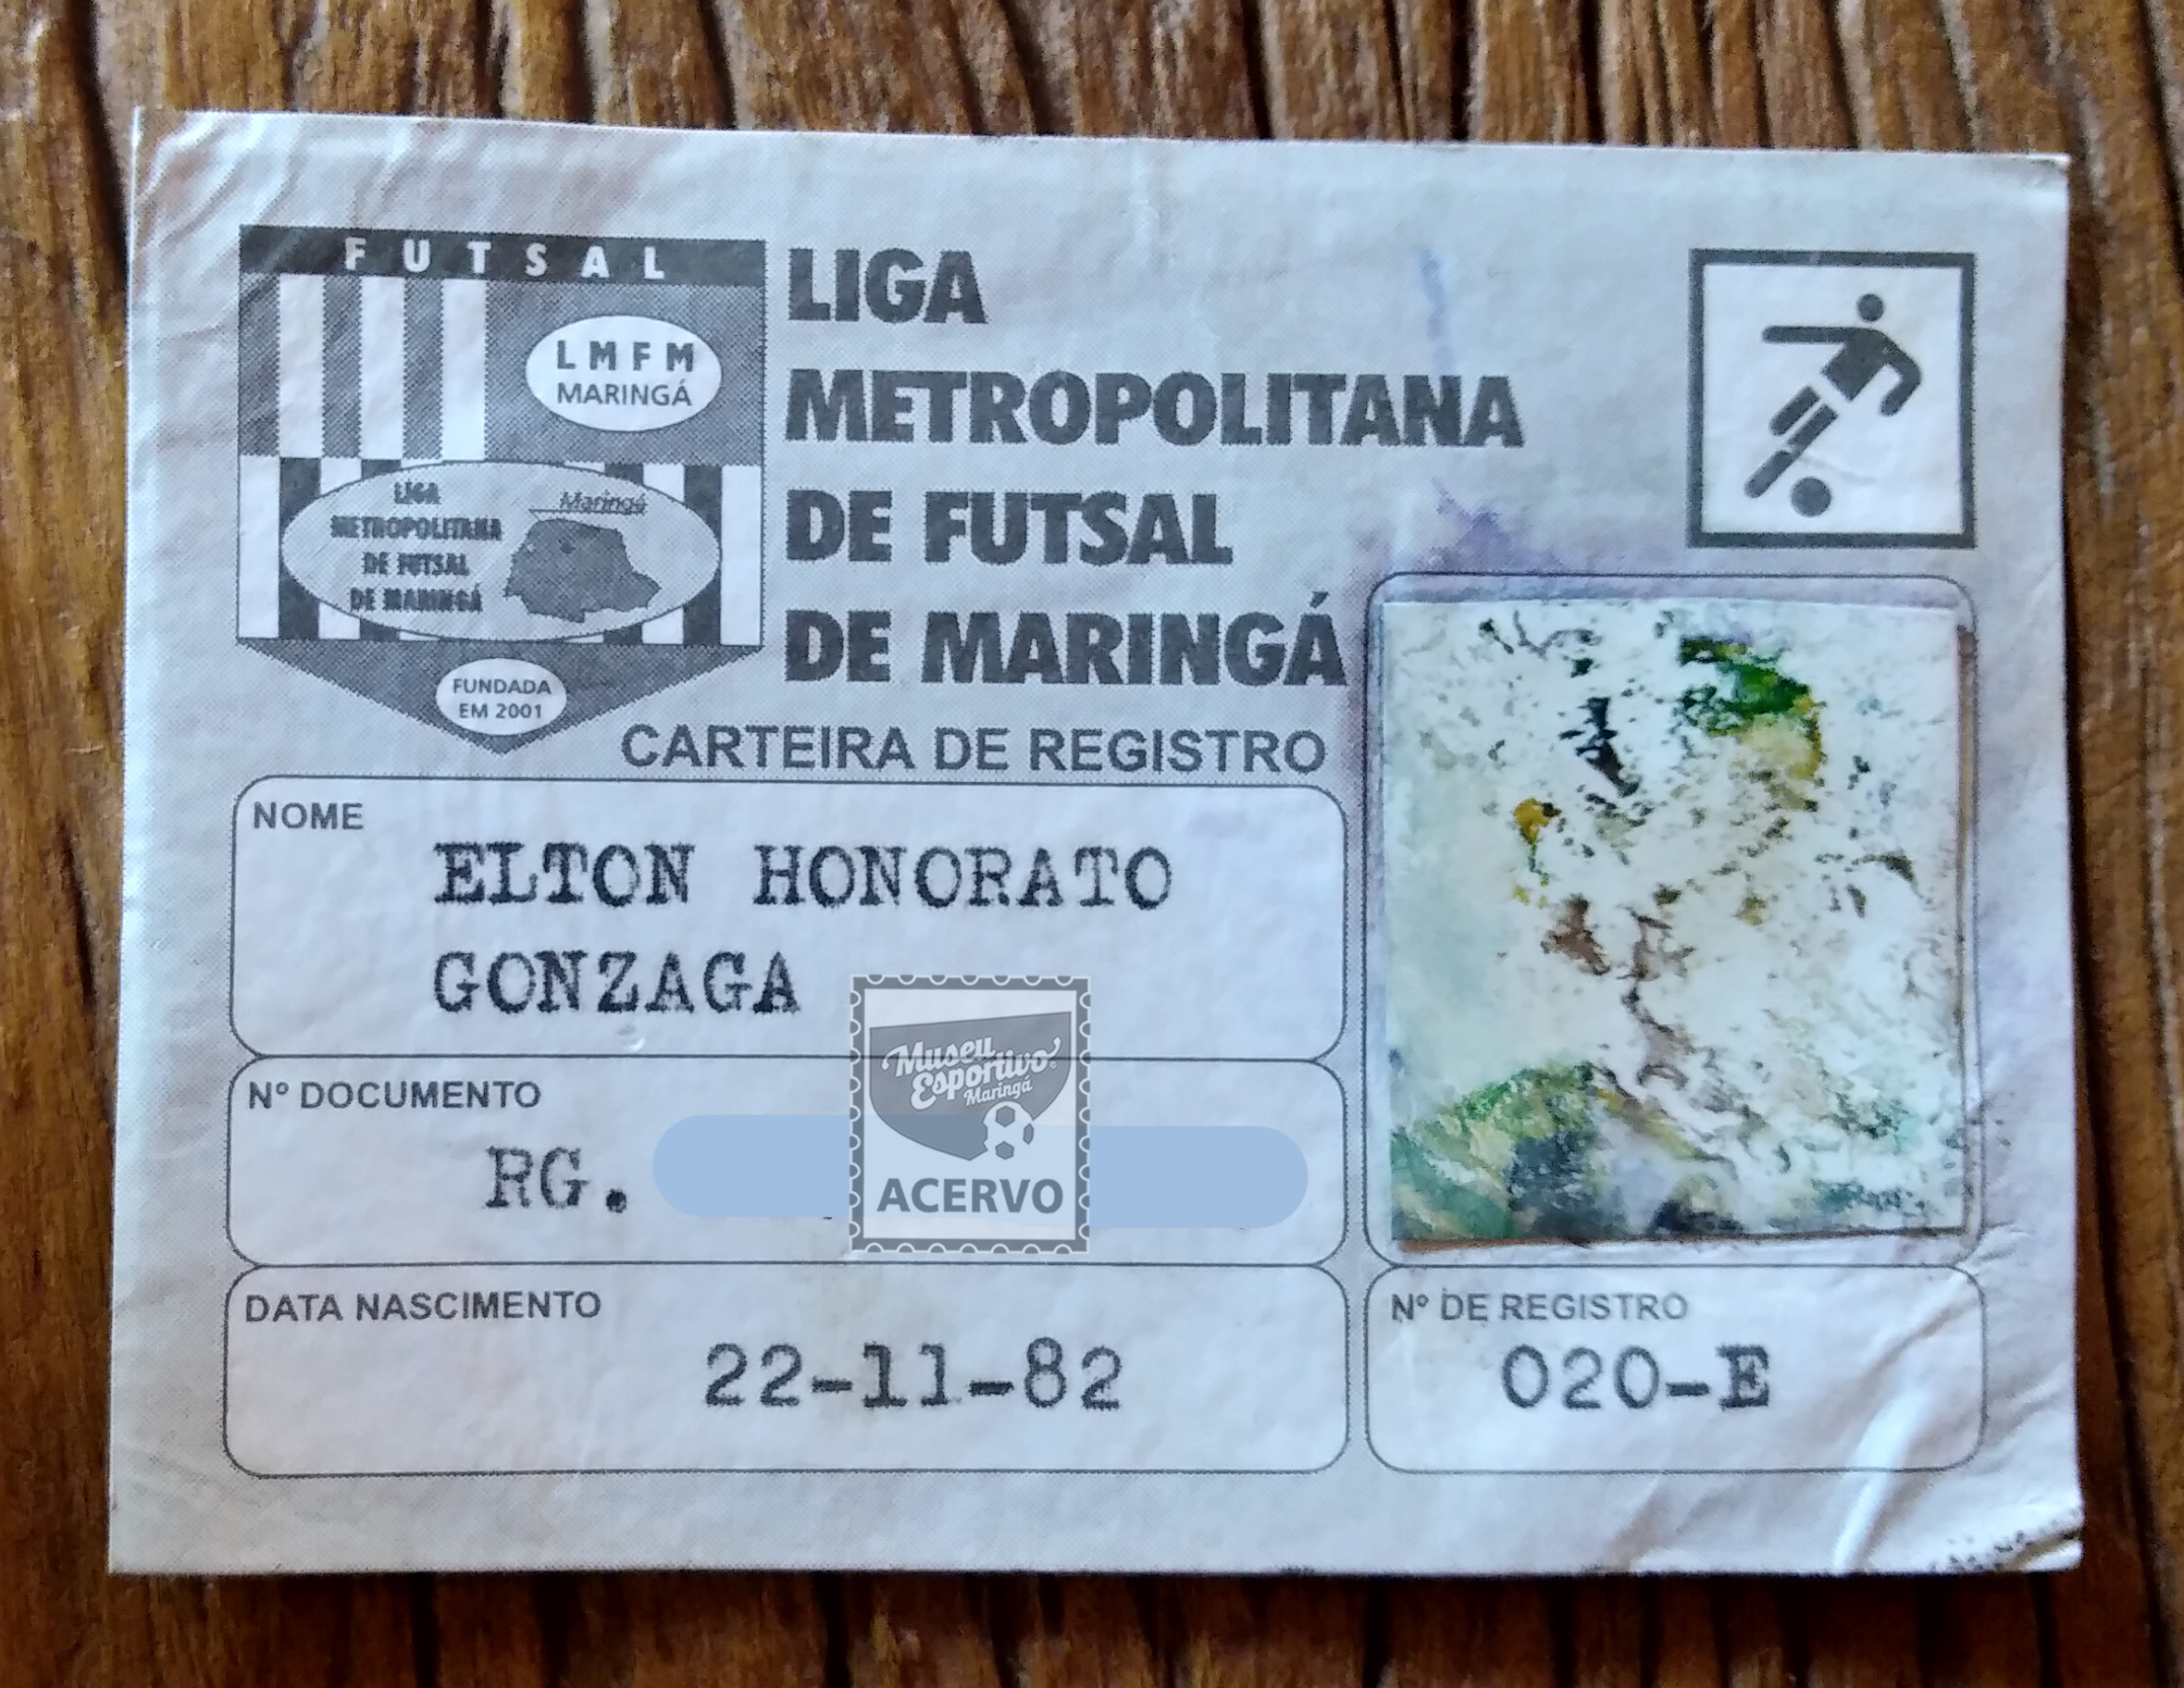 FUTSAL
LMFM
MARINGÁ
LIGA
METROPOLITANA
DE FUTSAL
DE MARINGÁ
Maringá
FUNDADA
EM 2001
LIGA
METROPOLITANA
DE FUTSAL
DE MARINGÁ
CARTEIRA DE REGISTRO
NOME
ELTON HONORATO
GONZAGA
Nº DOCUMENTO
RG.
Museu
Esportivo
Maringá
ACERVO
DATA NASCIMENTO
22-11-82
Nº DE REGISTRO
020-E